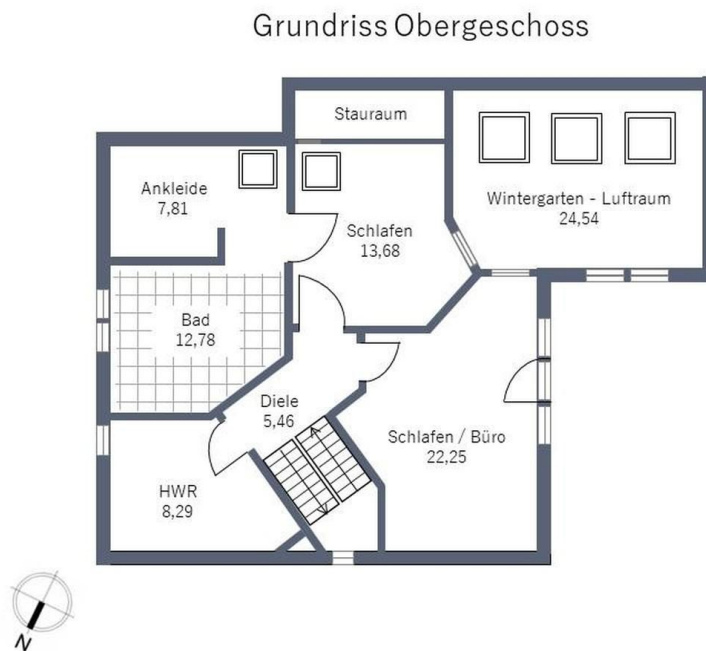 Grundriss Obergeschoss
Stauraum
Ankleide
7,81
Schlafen
13,68
Wintergarten - Luftraum
24,54
Bad
12,78
Diele
5,46
Schlafen / Büro
22,25
HWR
8,29
N